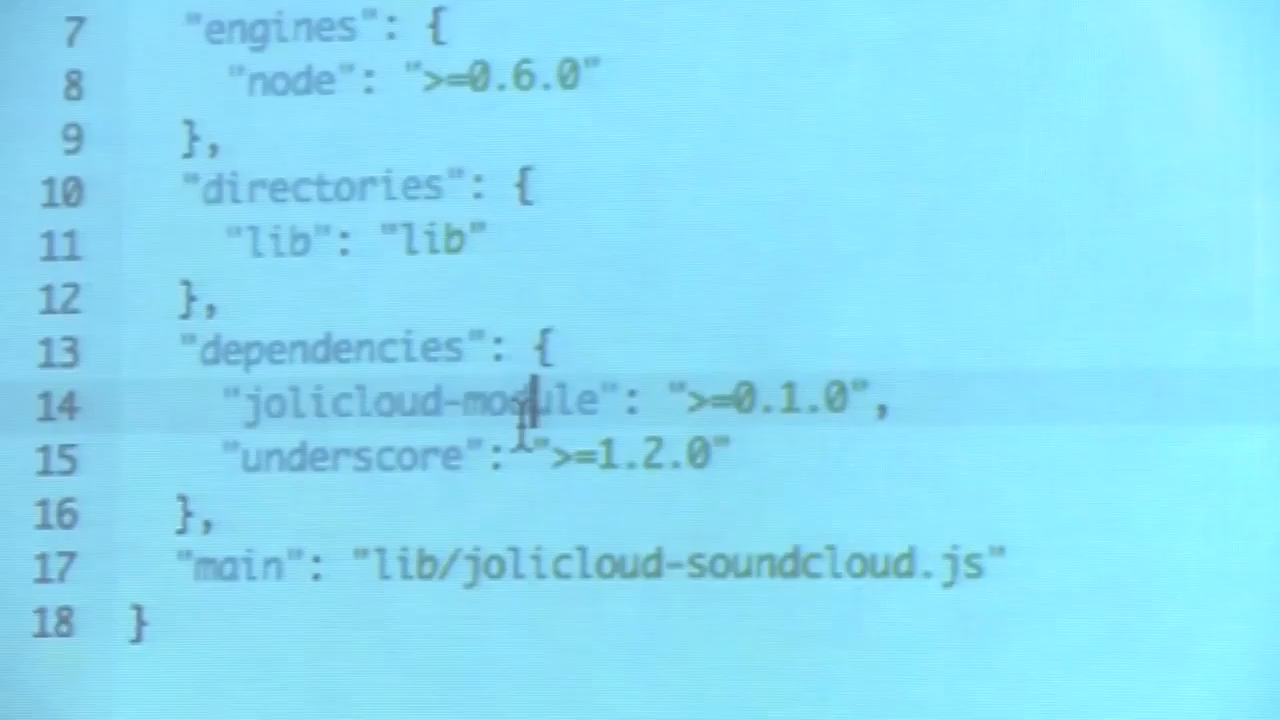 7 "engines": {
8 "node": ">=0.6.0"
9 },
10 "directories": {
11 "lib": "lib"
12 },
13 "dependencies": {
14 "jolicloud-module": ">=0.1.0",
15 "underscore": ">=1.2.0"
16 },
17 "main": "lib/jolicloud-soundcloud.js"
18 }